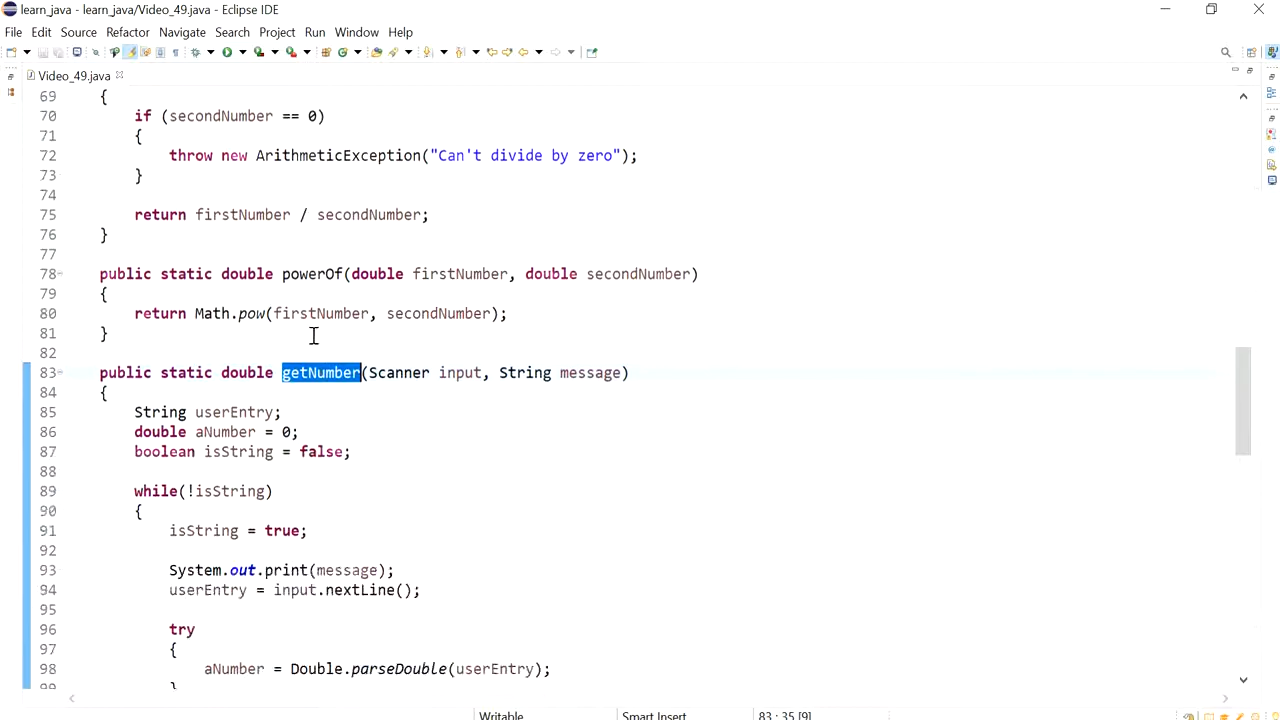 learn_java - learn_java/Video_49.java - Eclipse IDE
File Edit Source Refactor Navigate Search Project Run Window Help
Video_49.java
69 {
70 if (secondNumber == 0)
71 {
72 throw new ArithmeticException("Can't divide by zero");
73 }
74
75 return firstNumber / secondNumber;
76 }
77
78 public static double powerOf(double firstNumber, double secondNumber)
79 {
80 return Math.pow(firstNumber, secondNumber);
81 }
82
83 public static double getNumber(Scanner input, String message)
84 {
85 String userEntry;
86 double aNumber = 0;
87 boolean isString = false;
88
89 while(!isString)
90 {
91 isString = true;
92
93 System.out.print(message);
94 userEntry = input.nextLine();
95
96 try
97 {
98 aNumber = Double.parseDouble(userEntry);
99 }
Writable Smart Insert 83 : 35 [9]